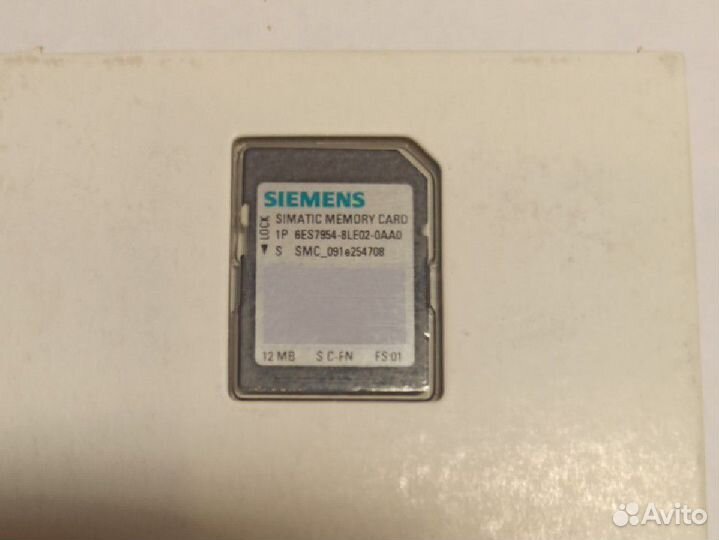 SIEMENS
SIMATIC MEMORY CARD
1P 6ES7954-8LE02-0AA0
S SMC_091e254708
LOCK
12 MB S C-FN FS:01
Avito